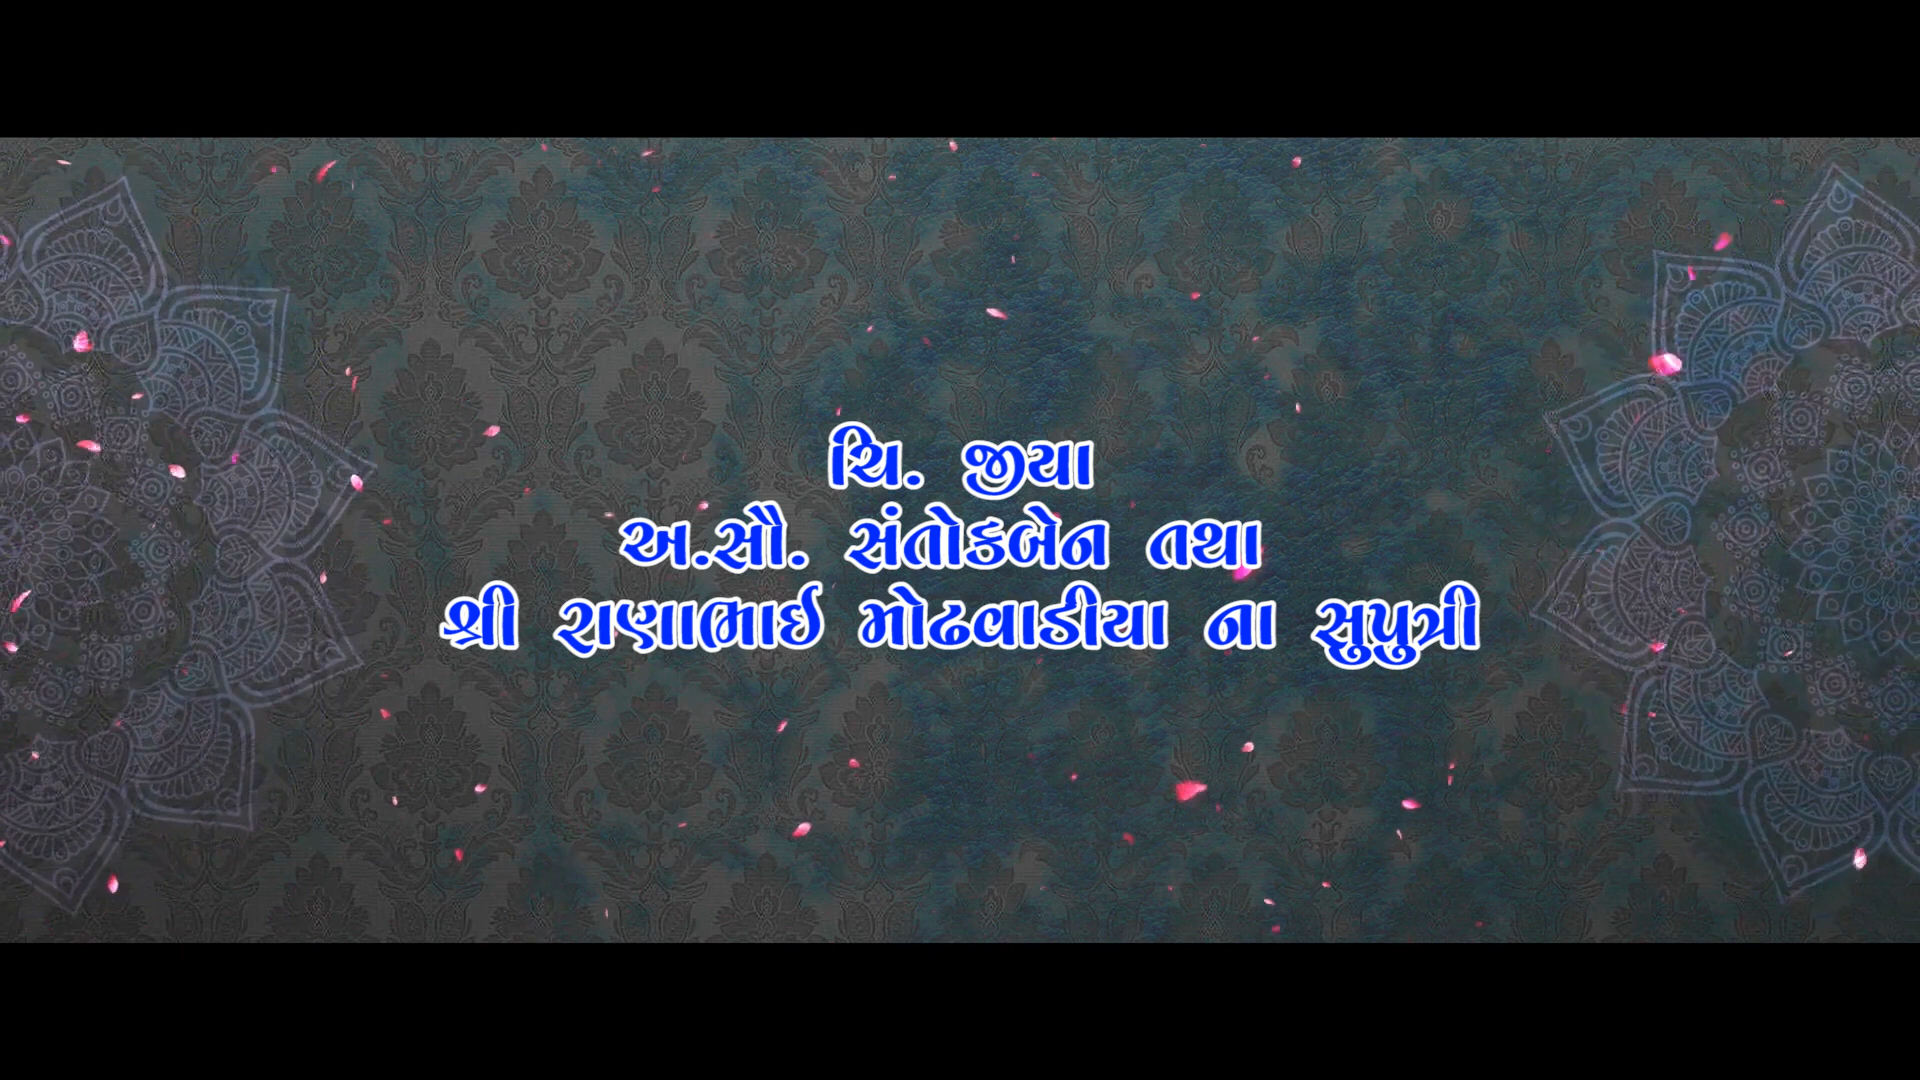 ચિ. જીયા
અ.સૌ. સંતોકબેન તથા
શ્રી રાણાભાઈ મોઢવાડીયા ના સુપુત્રી